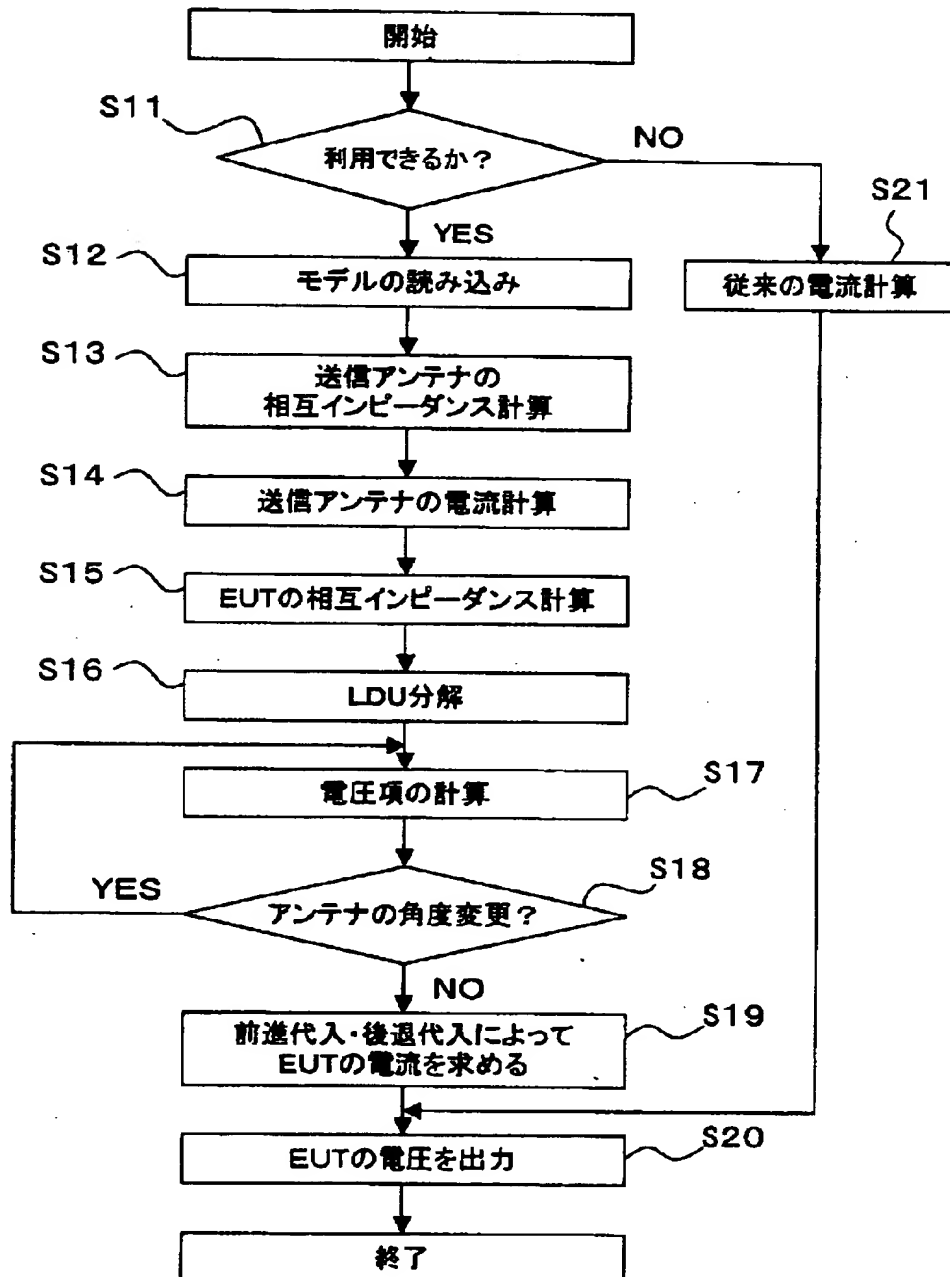 開始
S11
利用できるか？
NO
S21
YES
S12
モデルの読み込み
従来の電流計算
S13
送信アンテナの
相互インピーダンス計算
S14
送信アンテナの電流計算
S15
EUTの相互インピーダンス計算
S16
LDU分解
電圧項の計算
S17
YES
アンテナの角度変更？
S18
NO
前進代入・後退代入によって
EUTの電流を求める
S19
EUTの電圧を出力
S20
終了